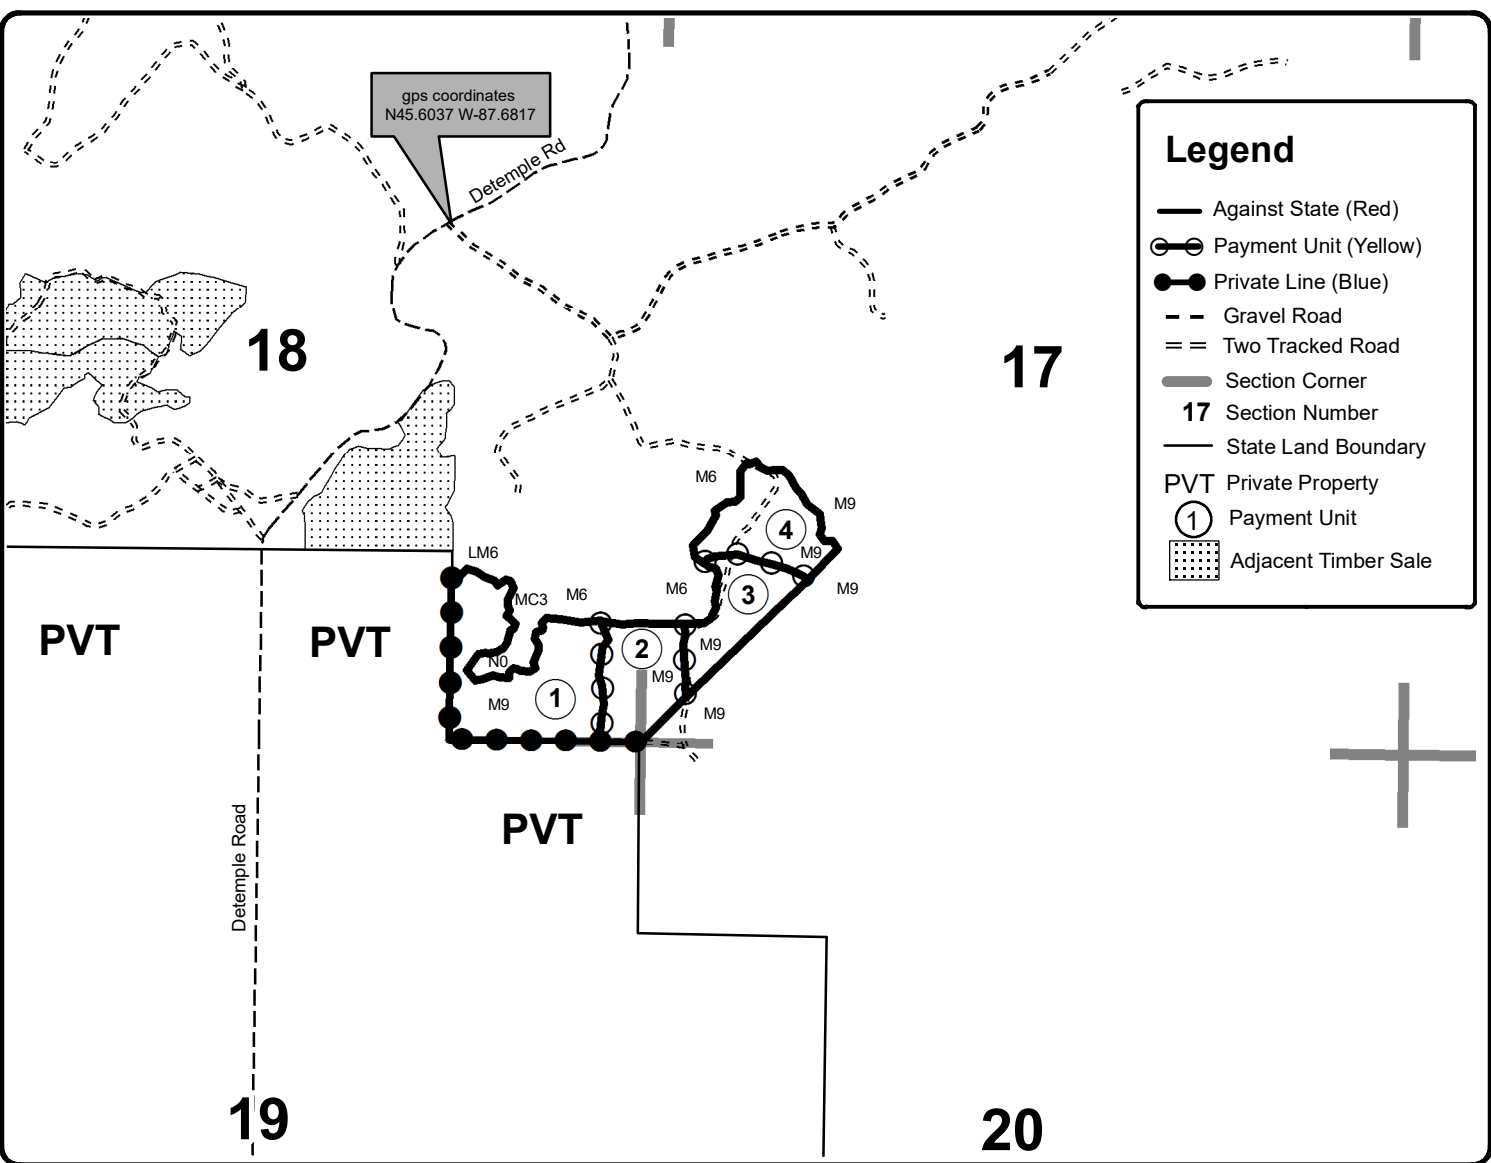 gps coordinates
N45.6037 W-87.6817
Detemple Rd
Legend
Against State (Red)
Payment Unit (Yellow)
Private Line (Blue)
Gravel Road
Two Tracked Road
Section Corner
17 Section Number
State Land Boundary
PVT Private Property
1 Payment Unit
Adjacent Timber Sale
18
17
M6
M9
4
M9
LM6
M6
M9
MC3
M6
3
2
M9
N0
M9
M9
1
M9
PVT
PVT
PVT
Detemple Road
19
20